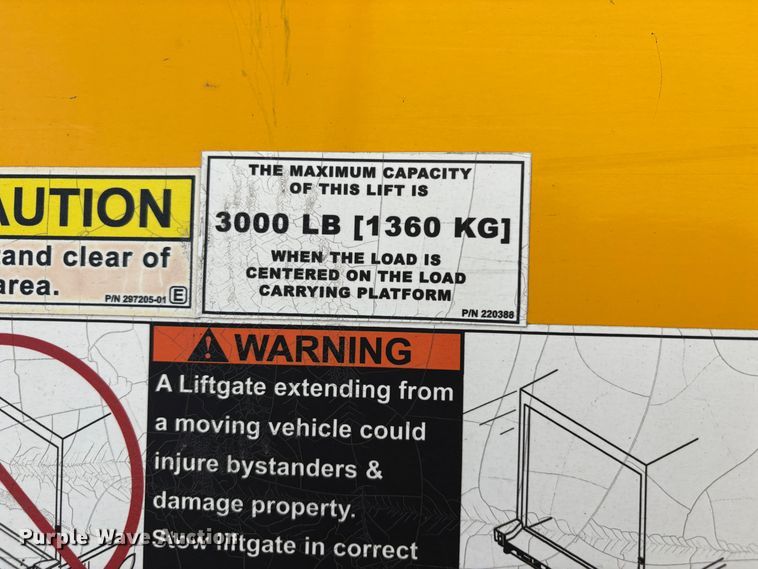 THE MAXIMUM CAPACITY
OF THIS LIFT IS
3000 LB [1360 KG]
WHEN THE LOAD IS
CENTERED ON THE LOAD
CARRYING PLATFORM
P/N 220388
AUTION
and clear of
area.
P/N 297205-01 E
WARNING
A Liftgate extending from
a moving vehicle could
injure bystanders &
damage property.
Stow liftgate in correct
Purple Wave Auction